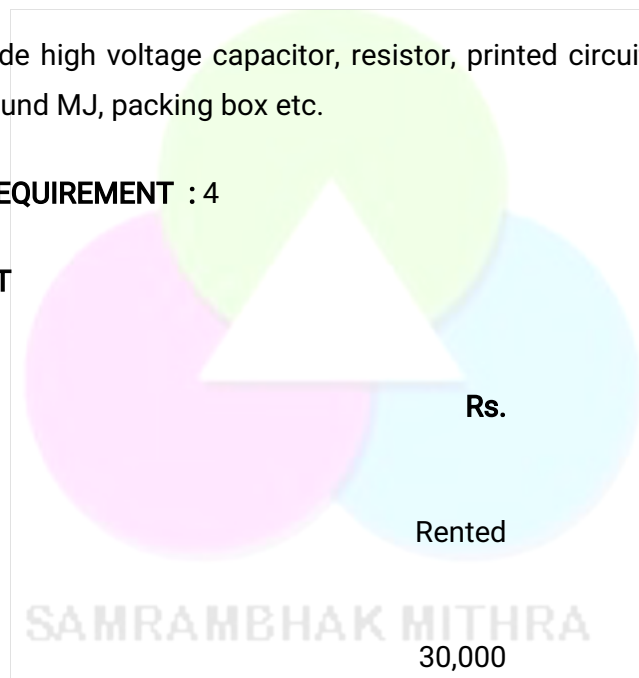 de high voltage capacitor, resistor, printed circui
und MJ, packing box etc.
EQUIREMENT : 4
T
Rs.
Rented
SAMRAMBHAK MITHRA
30,000